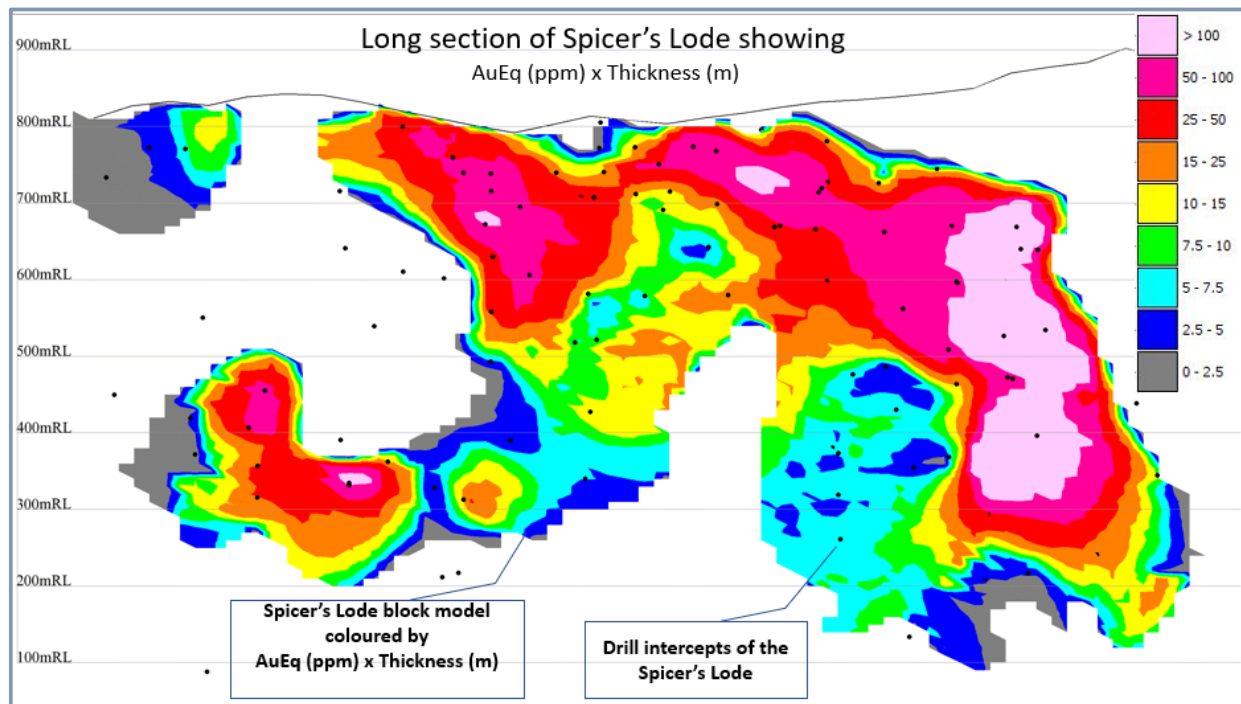 Long section of Spicer's Lode showing
AuEq (ppm) x Thickness (m)
900mRL
800mRL
700mRL
600mRL
500mRL
400mRL
300mRL
200mRL
100mRL
> 100
50 - 100
25 - 50
15 - 25
10 - 15
7.5 - 10
5 - 7.5
2.5 - 5
0 - 2.5
Spicer's Lode block model
coloured by
AuEq (ppm) x Thickness (m)
Drill intercepts of the
Spicer's Lode